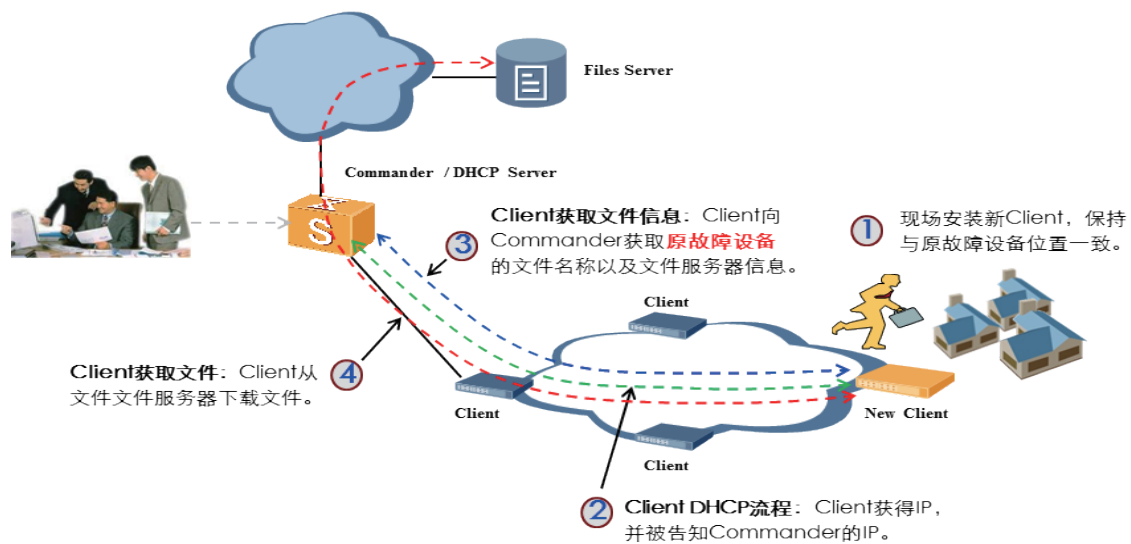 Files Server
Commander / DHCP Server
S
Client获取文件信息：Client向
Commander获取原故障设备
的文件名称以及文件服务器信息。
3
1
现场安装新Client，保持
与原故障设备位置一致。
Client
Client获取文件：Client从
文件文件服务器下载文件。
4
Client
New Client
Client
2
Client DHCP流程：Client获得IP，
并被告知Commander的IP。